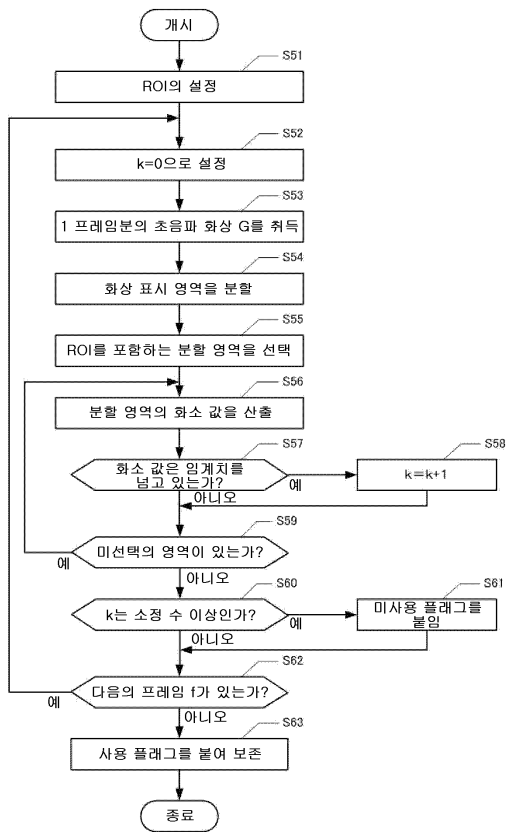 개시
S51
ROI의 설정
S52
k=0으로 설정
S53
1 프레임분의 초음파 화상 G를 취득
S54
화상 표시 영역을 분할
S55
ROI를 포함하는 분할 영역을 선택
S56
분할 영역의 화소 값을 산출
S57
화소 값은 임계치를
넘고 있는가?
예
S58
k=k+1
아니오
S59
미선택의 영역이 있는가?
예
아니오
S60
k는 소정 수 이상인가?
예
S61
미사용 플래그를
붙임
아니오
S62
다음의 프레임 f가 있는가?
예
아니오
S63
사용 플래그를 붙여 보존
종료